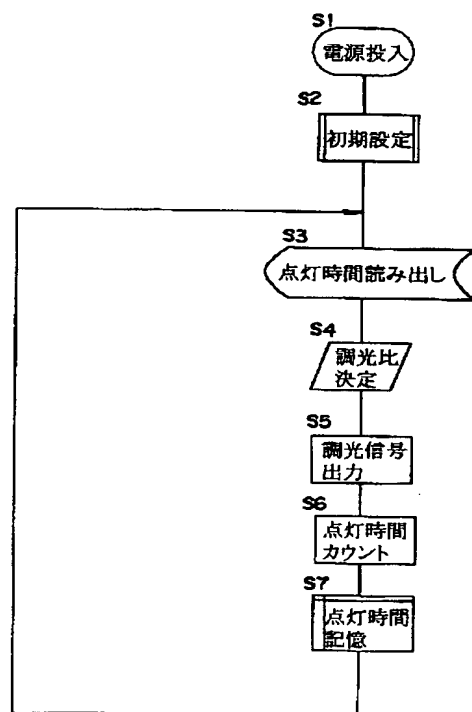 S1
電源投入
S2
初期設定
S3
点灯時間読み出し
S4
調光比
決定
S5
調光信号
出力
S6
点灯時間
カウント
S7
点灯時間
記憶